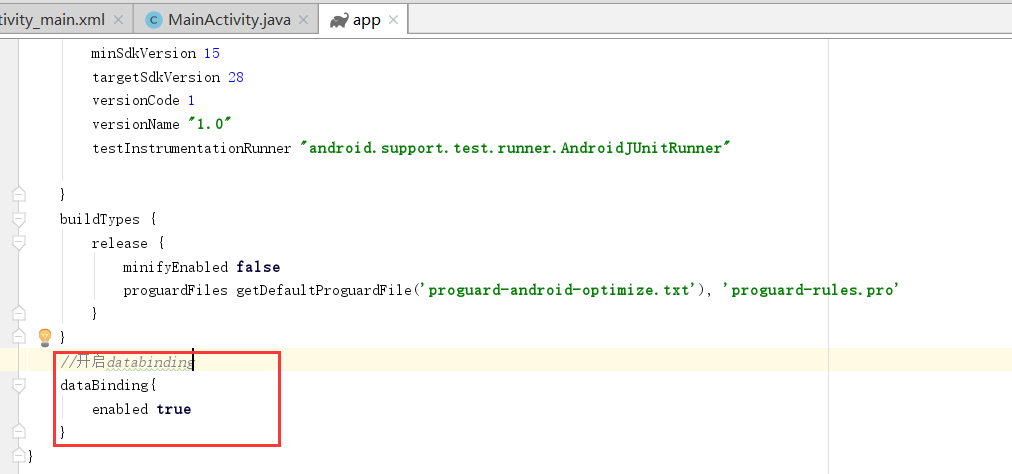 tivity_main.xml MainActivity.java app
minSdkVersion 15
targetSdkVersion 28
versionCode 1
versionName "1.0"
testInstrumentationRunner "android.support.test.runner.AndroidJUnitRunner"
}
buildTypes {
release {
minifyEnabled false
proguardFiles getDefaultProguardFile('proguard-android-optimize.txt'), 'proguard-rules.pro'
}
}
//开启databinding
dataBinding{
enabled true
}
}